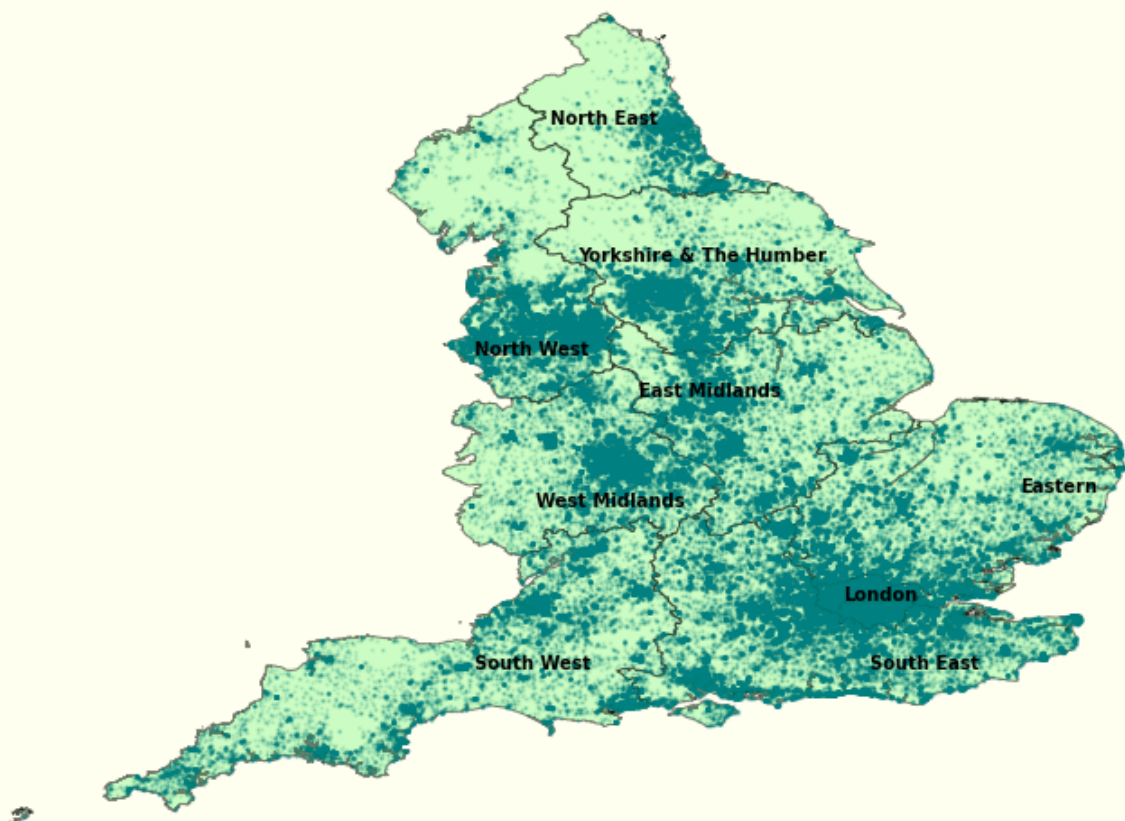 North East
Yorkshire & The Humber
North West
East Midlands
Eastern
West Midlands
London
South West
South East